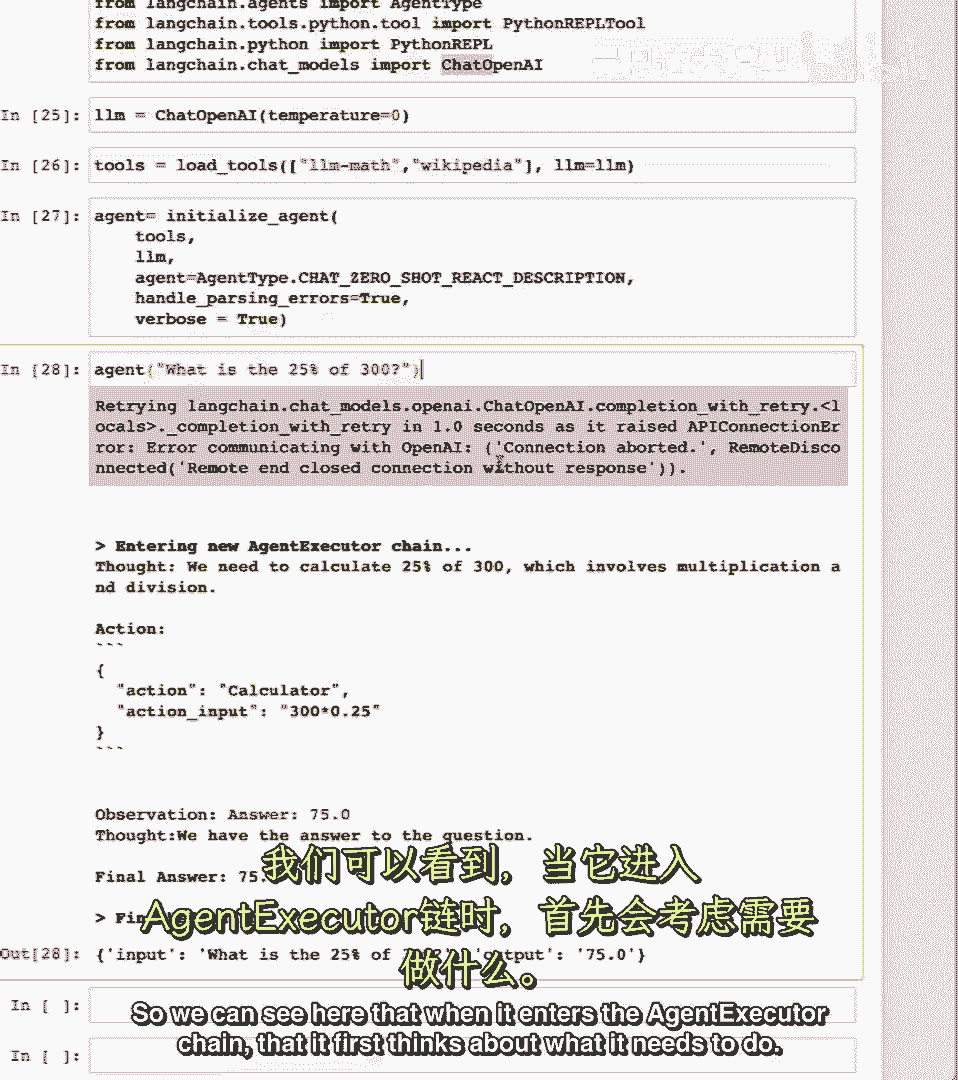 from langchain.agents import AgentType
from langchain.tools.python.tool import PythonREPLTool
from langchain.python import PythonREPL
from langchain.chat_models import ChatOpenAI
In [25]: llm = ChatOpenAI(temperature=0)
In [26]: tools = load_tools(["llm-math","wikipedia"], llm=llm)
In [27]: agent= initialize_agent(
    tools,
    llm,
    agent=AgentType.CHAT_ZERO_SHOT_REACT_DESCRIPTION,
    handle_parsing_errors=True,
    verbose = True)
In [28]: agent("What is the 25% of 300?")
Retrying langchain.chat_models.openai.ChatOpenAI.completion_with_retry.<l
ocals>._completion_with_retry in 1.0 seconds as it raised APIConnectionEr
ror: Error communicating with OpenAI: ('Connection aborted.', RemoteDisco
nnected('Remote end closed connection without response')).
> Entering new AgentExecutor chain...
Thought: We need to calculate 25% of 300, which involves multiplication a
nd division.
Action:
```
{
  "action": "Calculator",
  "action_input": "300*0.25"
}
```
Observation: Answer: 75.0
Thought:We have the answer to the question.
Final Answer: 75.
>
Out[28]: {'input': 'What is the 25% of '75.0'}
我们可以看到，当它进入
AgentExecutor链时，首先会考虑需要
做什么。
In [ ]:
So we can see here that when it enters the AgentExecutor
chain, that it first thinks about what it needs to do.
In [ ]: